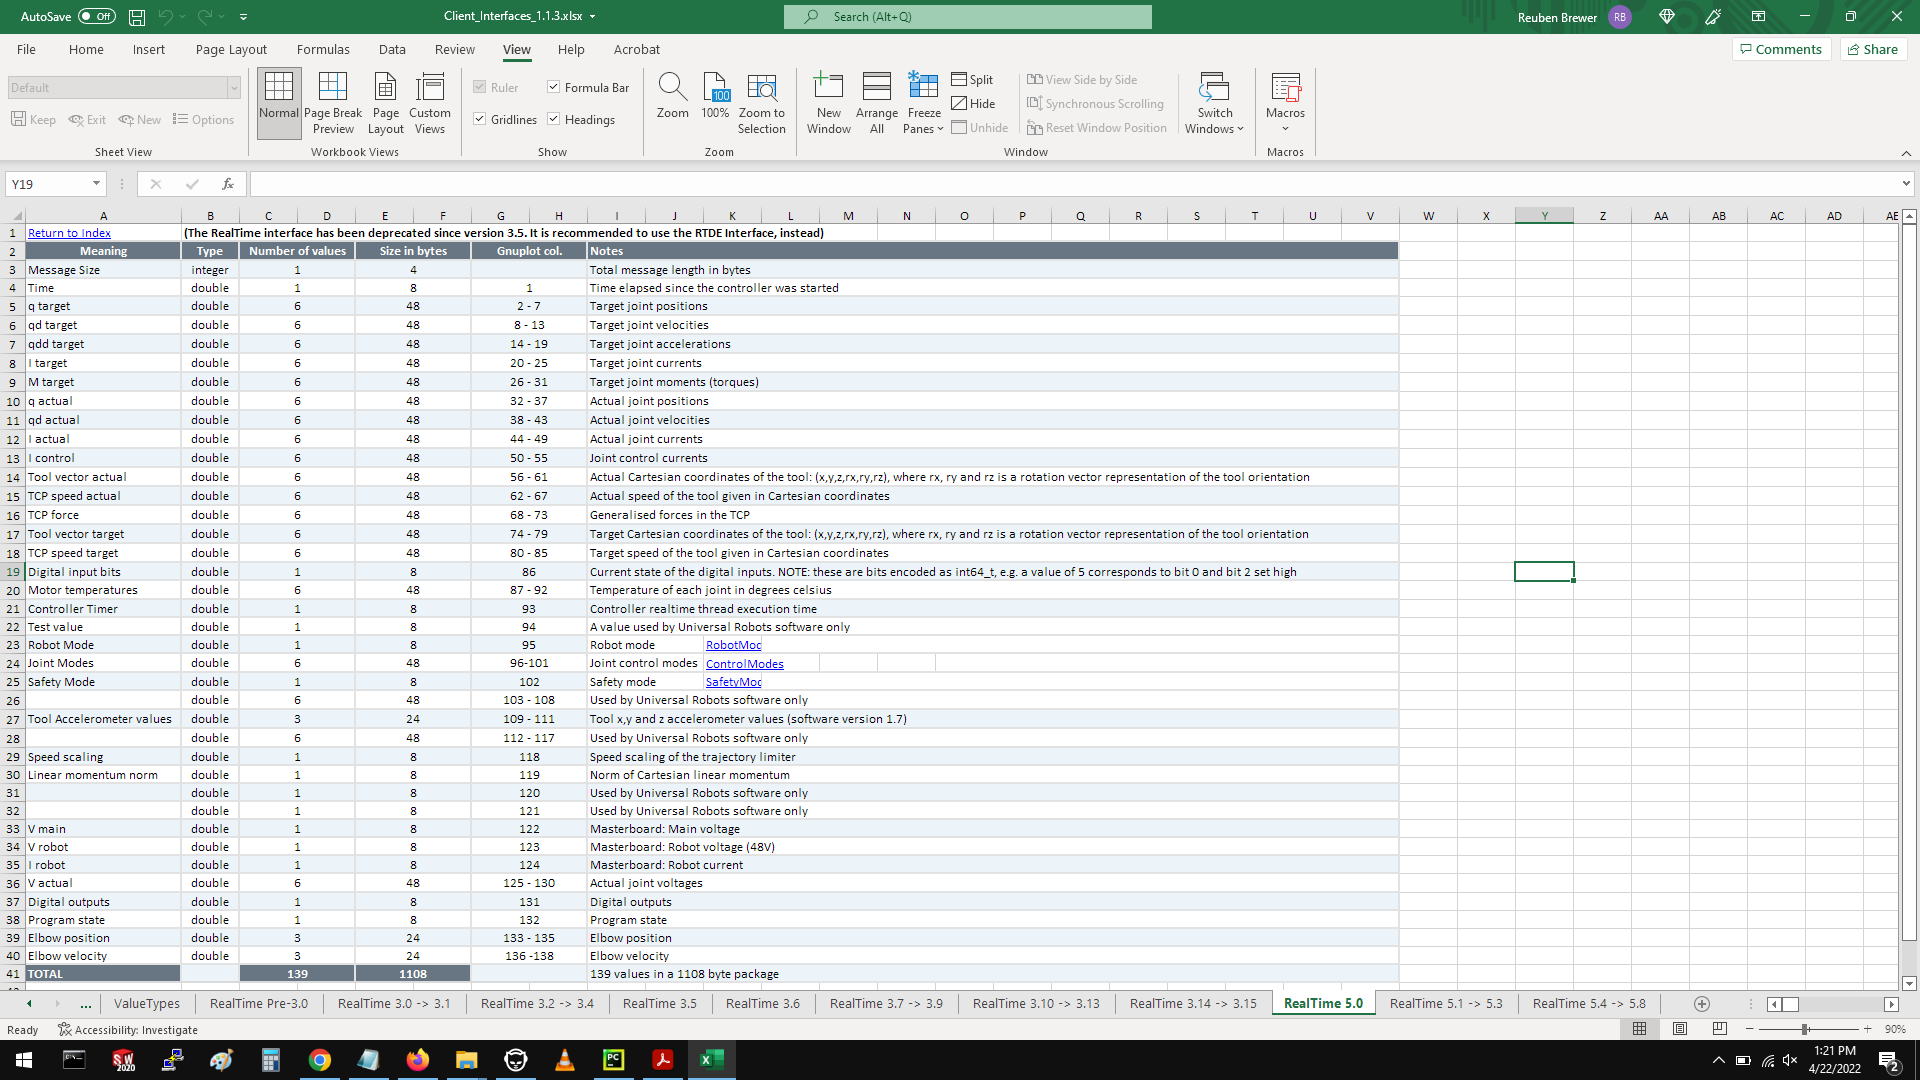 AutoSave Off Client_Interfaces_1.1.3.xlsx Search (Alt+Q) Reuben Brewer RB
File Home Insert Page Layout Formulas Data Review View Help Acrobat Comments Share
Default
Keep Exit New Options
Sheet View
Normal Page Break Preview Page Layout Custom Views
Workbook Views
Ruler Formula Bar
Gridlines Headings
Show
Zoom 100% Zoom to Selection
Zoom
New Window Arrange All Freeze Panes
Split
Hide
Unhide
View Side by Side
Synchronous Scrolling
Reset Window Position
Switch Windows
Window
Macros
Macros
Y19 fx
A B C D E F G H I J K L M N O P Q R S T U V W X Y Z AA AB AC AD AE
1 Return to Index (The RealTime interface has been deprecated since version 3.5. It is recommended to use the RTDE Interface, instead)
2 Meaning Type Number of values Size in bytes Gnuplot col. Notes
3 Message Size integer 1 4 Total message length in bytes
4 Time double 1 8 1 Time elapsed since the controller was started
5 q target double 6 48 2 - 7 Target joint positions
6 qd target double 6 48 8 - 13 Target joint velocities
7 qdd target double 6 48 14 - 19 Target joint accelerations
8 I target double 6 48 20 - 25 Target joint currents
9 M target double 6 48 26 - 31 Target joint moments (torques)
10 q actual double 6 48 32 - 37 Actual joint positions
11 qd actual double 6 48 38 - 43 Actual joint velocities
12 I actual double 6 48 44 - 49 Actual joint currents
13 I control double 6 48 50 - 55 Joint control currents
14 Tool vector actual double 6 48 56 - 61 Actual Cartesian coordinates of the tool: (x,y,z,rx,ry,rz), where rx, ry and rz is a rotation vector representation of the tool orientation
15 TCP speed actual double 6 48 62 - 67 Actual speed of the tool given in Cartesian coordinates
16 TCP force double 6 48 68 - 73 Generalised forces in the TCP
17 Tool vector target double 6 48 74 - 79 Target Cartesian coordinates of the tool: (x,y,z,rx,ry,rz), where rx, ry and rz is a rotation vector representation of the tool orientation
18 TCP speed target double 6 48 80 - 85 Target speed of the tool given in Cartesian coordinates
19 Digital input bits double 1 8 86 Current state of the digital inputs. NOTE: these are bits encoded as int64_t, e.g. a value of 5 corresponds to bit 0 and bit 2 set high
20 Motor temperatures double 6 48 87 - 92 Temperature of each joint in degrees celsius
21 Controller Timer double 1 8 93 Controller realtime thread execution time
22 Test value double 1 8 94 A value used by Universal Robots software only
23 Robot Mode double 1 8 95 Robot mode RobotMod
24 Joint Modes double 6 48 96-101 Joint control modes ControlModes
25 Safety Mode double 1 8 102 Safety mode SafetyMod
26 double 6 48 103 - 108 Used by Universal Robots software only
27 Tool Accelerometer values double 3 24 109 - 111 Tool x,y and z accelerometer values (software version 1.7)
28 double 6 48 112 - 117 Used by Universal Robots software only
29 Speed scaling double 1 8 118 Speed scaling of the trajectory limiter
30 Linear momentum norm double 1 8 119 Norm of Cartesian linear momentum
31 double 1 8 120 Used by Universal Robots software only
32 double 1 8 121 Used by Universal Robots software only
33 V main double 1 8 122 Masterboard: Main voltage
34 V robot double 1 8 123 Masterboard: Robot voltage (48V)
35 I robot double 1 8 124 Masterboard: Robot current
36 V actual double 6 48 125 - 130 Actual joint voltages
37 Digital outputs double 1 8 131 Digital outputs
38 Program state double 1 8 132 Program state
39 Elbow position double 3 24 133 - 135 Elbow position
40 Elbow velocity double 3 24 136 -138 Elbow velocity
41 TOTAL 139 1108 139 values in a 1108 byte package
... ValueTypes RealTime Pre-3.0 RealTime 3.0 -> 3.1 RealTime 3.2 -> 3.4 RealTime 3.5 RealTime 3.6 RealTime 3.7 -> 3.9 RealTime 3.10 -> 3.13 RealTime 3.14 -> 3.15 RealTime 5.0 RealTime 5.1 -> 5.3 RealTime 5.4 -> 5.8
Ready Accessibility: Investigate 90%
SW 2020 PC 1:21 PM
4/22/2022 2